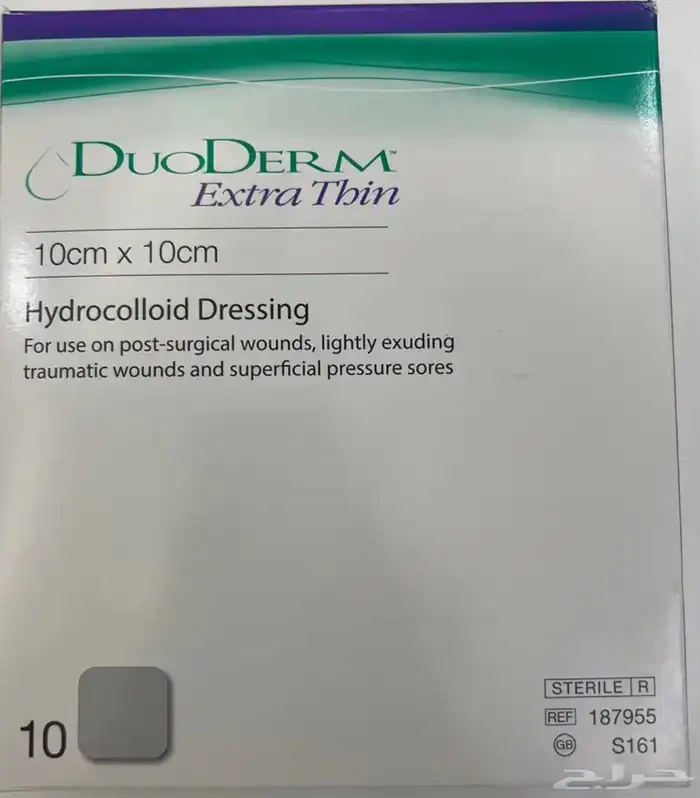 DUODERM™
Extra Thin
10cm x 10cm
Hydrocolloid Dressing
For use on post-surgical wounds, lightly exuding
traumatic wounds and superficial pressure sores
10
STERILE R
REF 187955
GB S161
حراج